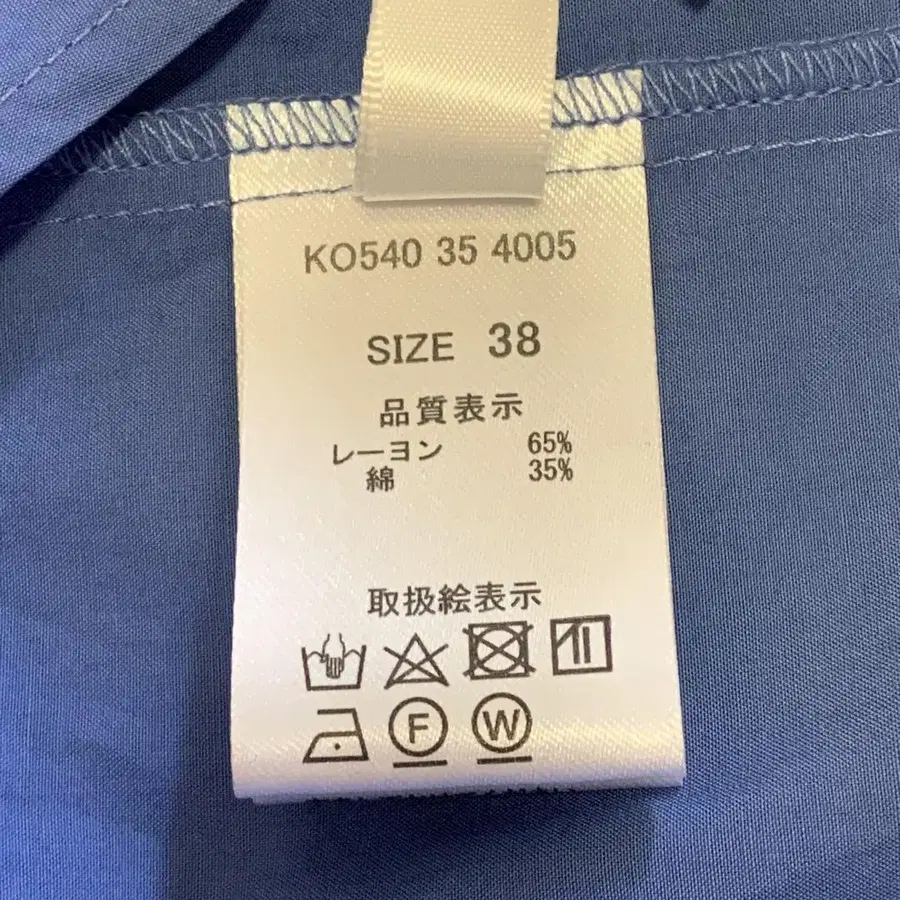 KO540 35 4005
SIZE 38
品質表示
レーヨン 65%
綿 35%
取扱絵表示
F W